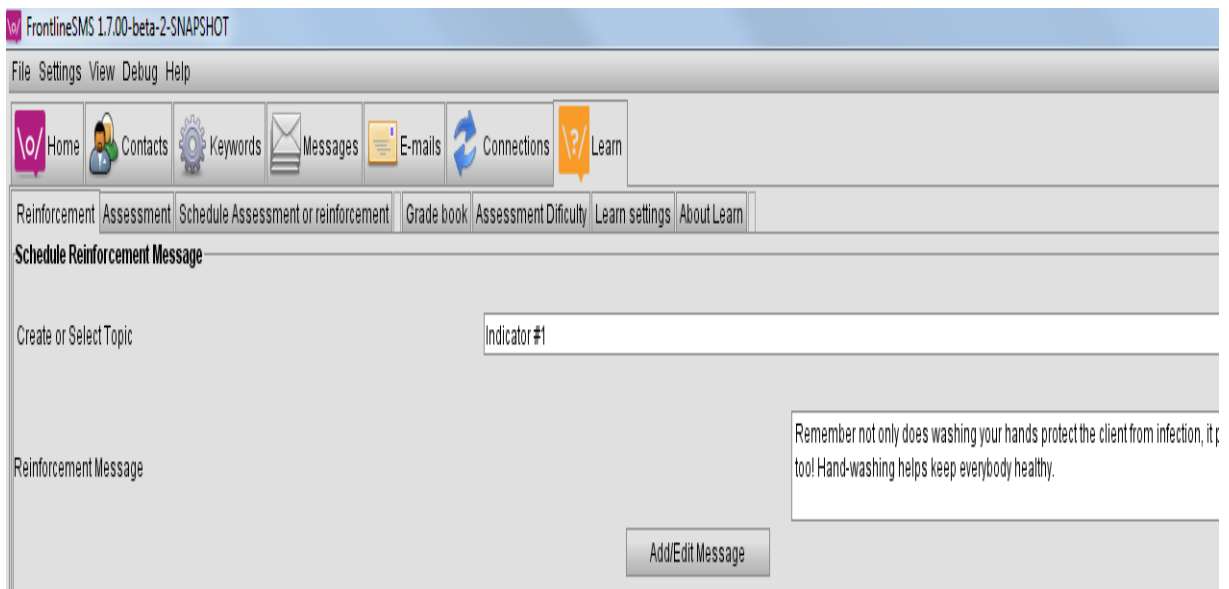 FrontlineSMS 1.7.00-beta-2-SNAPSHOT
File Settings View Debug Help
\o/ Home Contacts Keywords Messages E-mails Connections \?/ Learn
Reinforcement Assessment Schedule Assessment or reinforcement Grade book Assessment Dificulty Learn settings About Learn
Schedule Reinforcement Message
Create or Select Topic Indicator #1
Remember not only does washing your hands protect the client from infection, it
Reinforcement Message too! Hand-washing helps keep everybody healthy.
Add/Edit Message